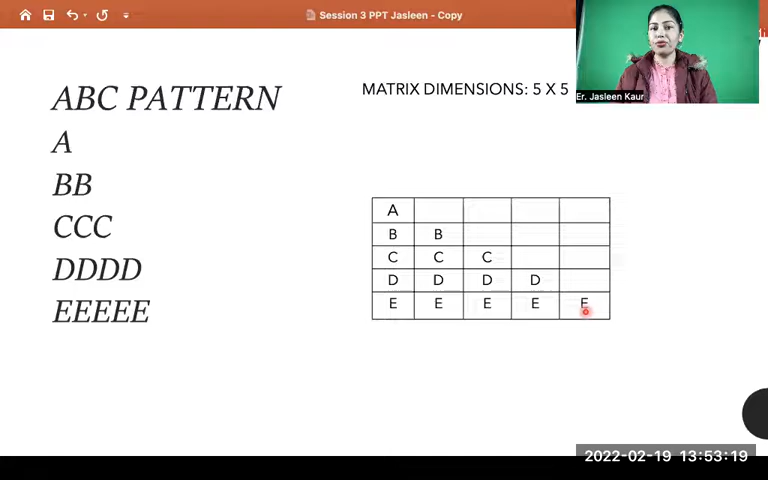 Session 3 PPT Jasleen - Copy
Er. Jasleen Kaur
ABC PATTERN
A
BB
CCC
DDDD
EEEEE
MATRIX DIMENSIONS: 5 X 5
A
B B
C C C
D D D D
E E E E E
2022-02-19 13:53:19